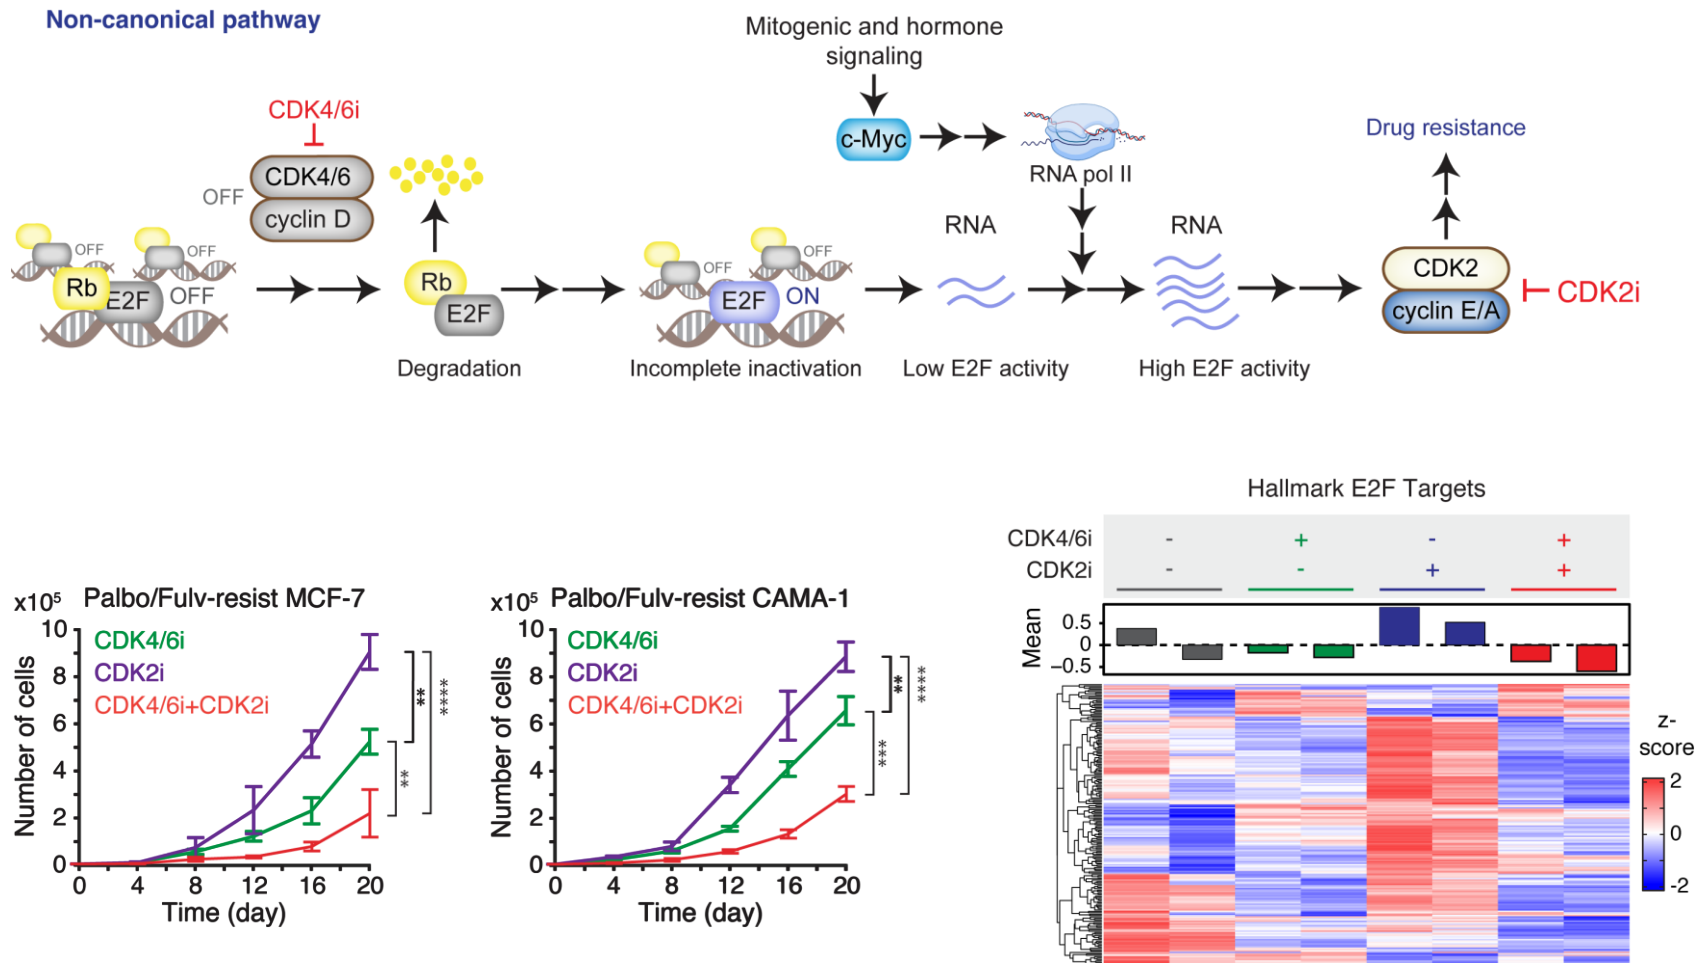 Non-canonical pathway
Mitogenic and hormone
signaling
CDK4/6i
c-Myc
RNA pol II
Drug resistance
OFF
CDK4/6
cyclin D
OFF
OFF
Rb
E2F
OFF
Rb
E2F
OFF
OFF
E2F
ON
RNA
RNA
CDK2
cyclin E/A
CDK2i
Degradation
Incomplete inactivation
Low E2F activity
High E2F activity
x10⁵ Palbo/Fulv-resist MCF-7
10
8
6
4
2
0
Number of cells
CDK4/6i
CDK2i
CDK4/6i+CDK2i
**
****
**
0 4 8 12 16 20
Time (day)
x10⁵ Palbo/Fulv-resist CAMA-1
10
8
6
4
2
0
Number of cells
CDK4/6i
CDK2i
CDK4/6i+CDK2i
**
****
***
0 4 8 12 16 20
Time (day)
Hallmark E2F Targets
CDK4/6i - + - +
CDK2i - - + +
Mean
0.5
0
−0.5
z-
score
2
0
-2